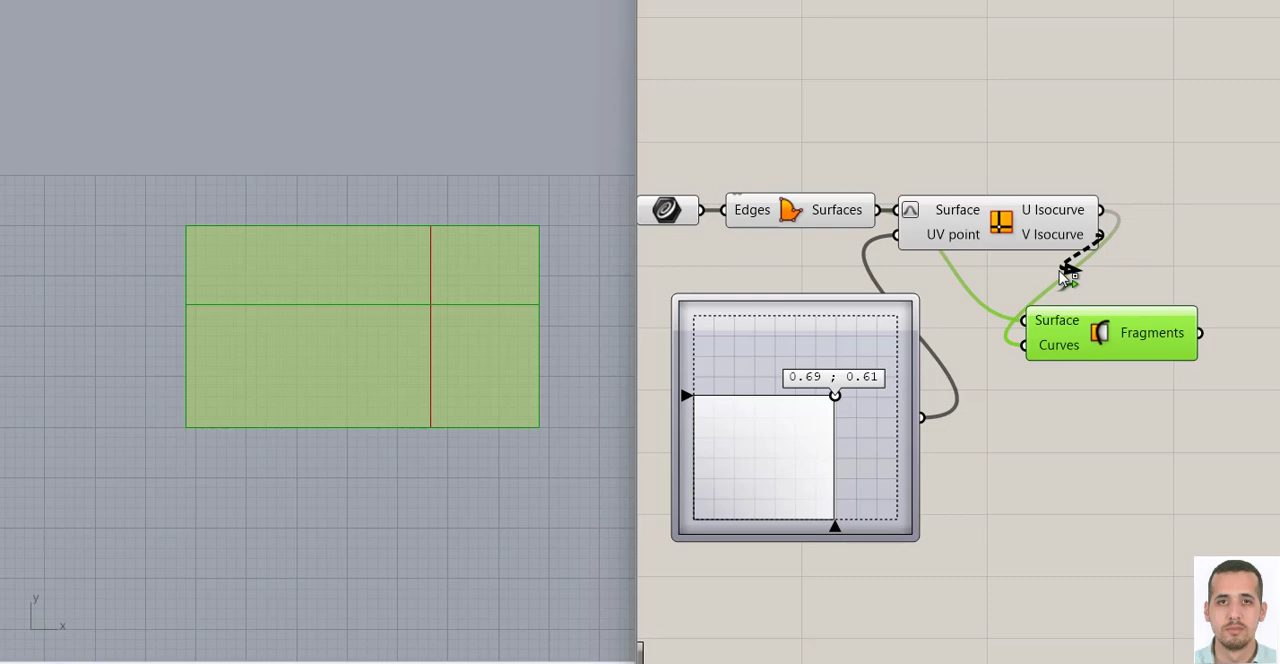 Edges
Surfaces
Surface
U Isocurve
UV point
V Isocurve
Surface
Curves
Fragments
0.69 ; 0.61
y
x